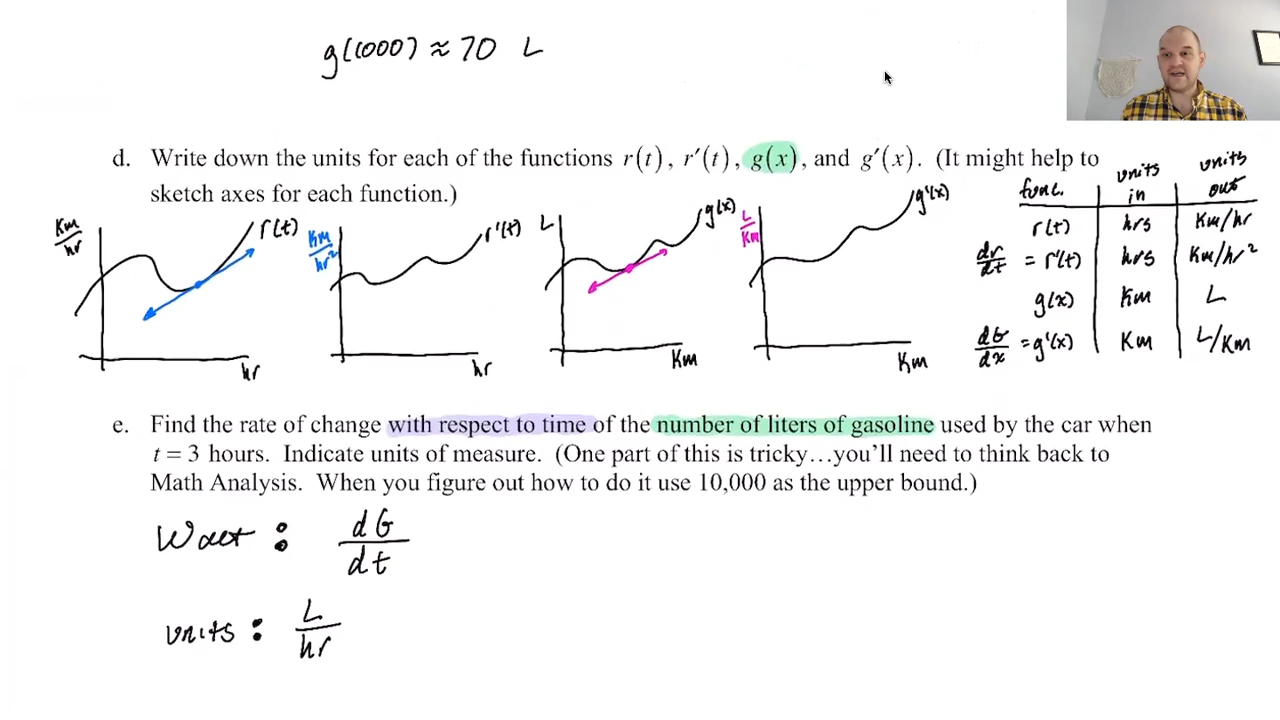 g(1000) ≈ 70 L
d. Write down the units for each of the functions r(t), r′(t), g(x), and g′(x). (It might help to
sketch axes for each function.)
Km/hr r(t) hr
Km/hr² r'(t) hr
L g(x) Km
L/Km g'(x) Km
func. units in units out
r(t) hrs Km/hr
dr/dt = r'(t) hrs Km/hr²
g(x) Km L
dG/dx = g'(x) Km L/Km
e. Find the rate of change with respect to time of the number of liters of gasoline used by the car when
t = 3 hours. Indicate units of measure. (One part of this is tricky…you’ll need to think back to
Math Analysis. When you figure out how to do it use 10,000 as the upper bound.)
: dG/dt
units : L/hr